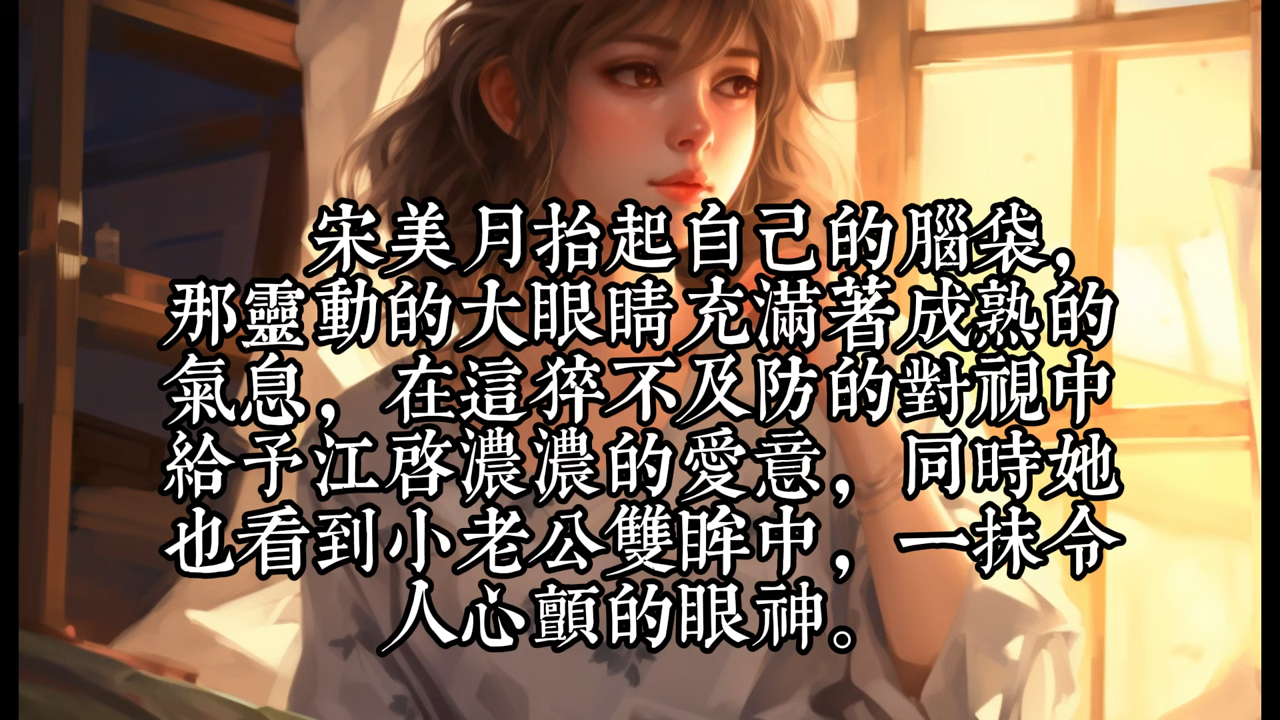 宋美月抬起自己的腦袋，
那靈動的大眼睛充滿著成熟的
氣息，在這猝不及防的對視中
給予江啓濃濃的愛意，同時她
也看到小老公雙眸中，一抹令
人心顫的眼神。